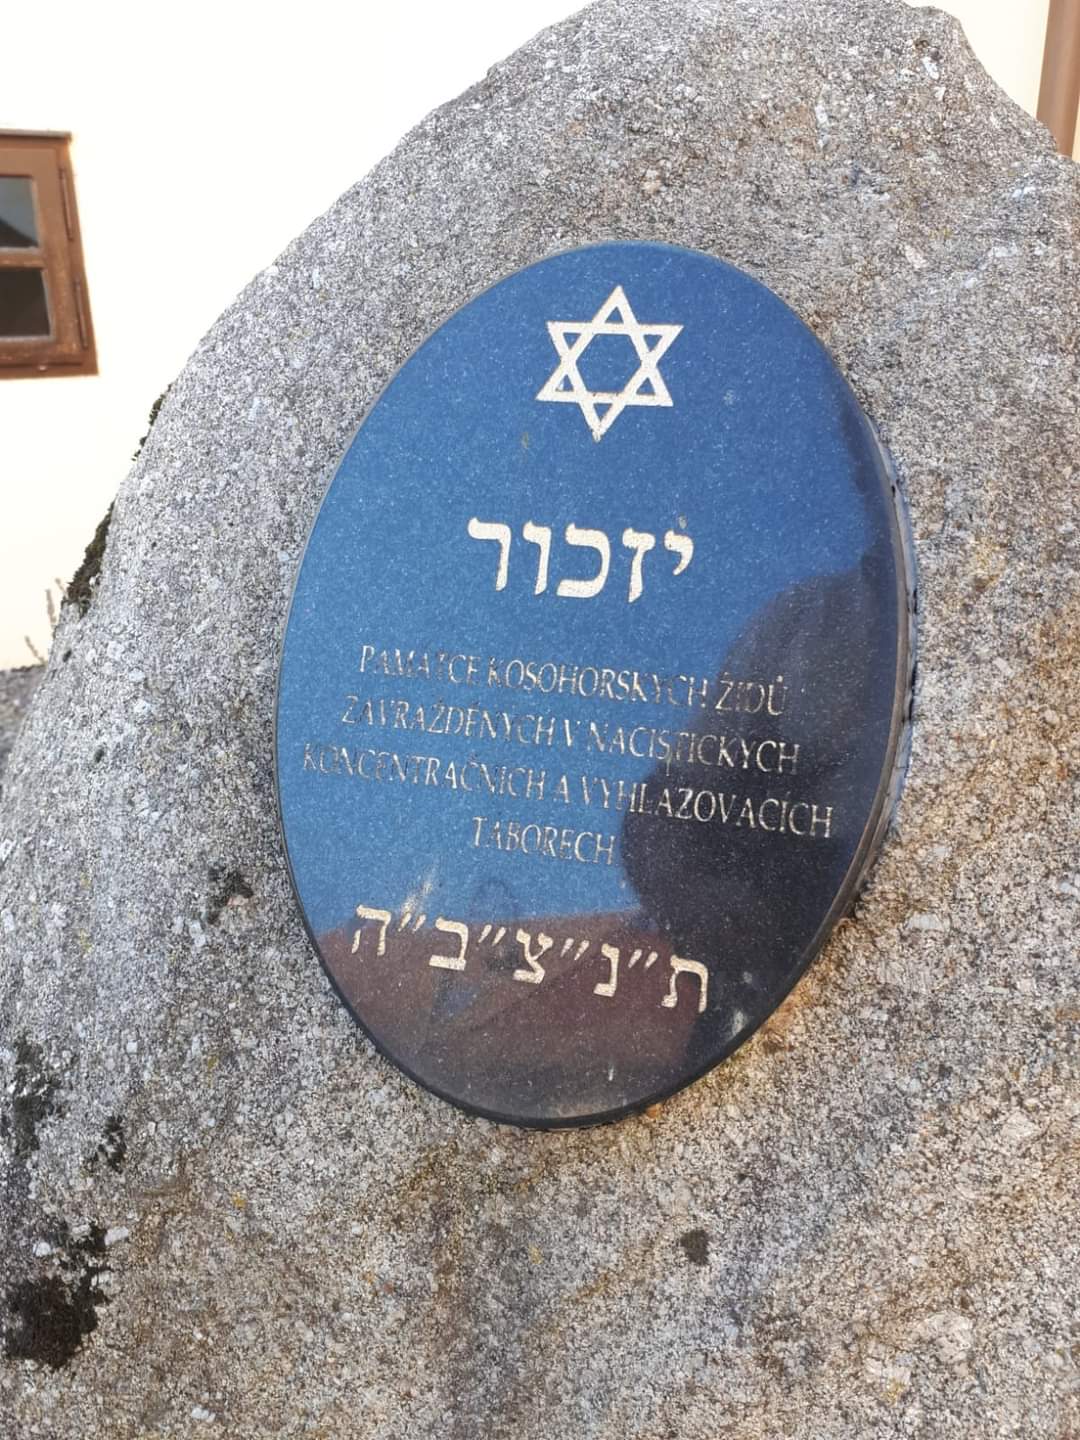 יזכור
PAMÁTCE KOSOHORSKÝCH ŽIDŮ
ZAVRAŽDĚNÝCH V NACISTICKÝCH
KONCENTRAČNÍCH A VYHLAZOVACÍCH
TÁBORECH
ת״נ״צ״ב״ה